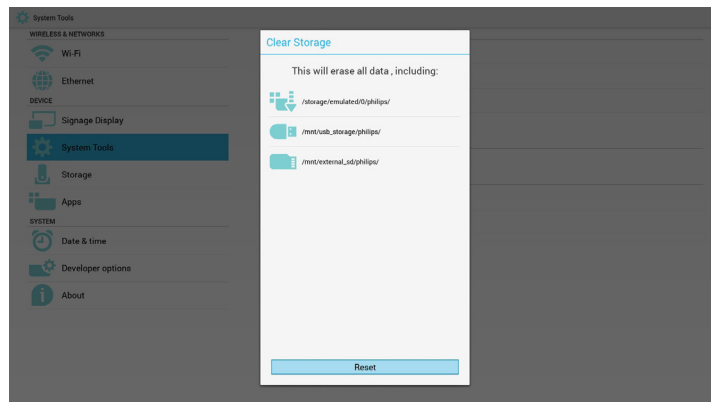 System Tools
WIRELESS & NETWORKS
Wi-Fi
Ethernet
DEVICE
Signage Display
System Tools
Storage
Apps
SYSTEM
Date & time
Developer options
About
Clear Storage
This will erase all data , including:
/storage/emulated/0/philips/
/mnt/usb_storage/philips/
/mnt/external_sd/philips/
Reset